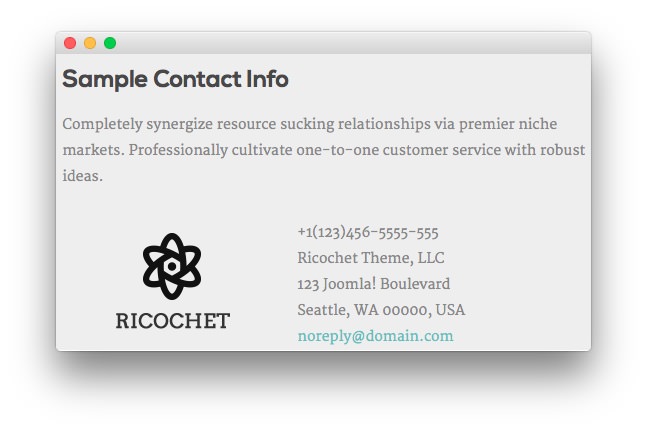 Sample Contact Info
Completely synergize resource sucking relationships via premier niche
markets. Professionally cultivate one-to-one customer service with robust
ideas.
RICOCHET
+1(123)456-5555-555
Ricochet Theme, LLC
123 Joomla! Boulevard
Seattle, WA 00000, USA
noreply@domain.com